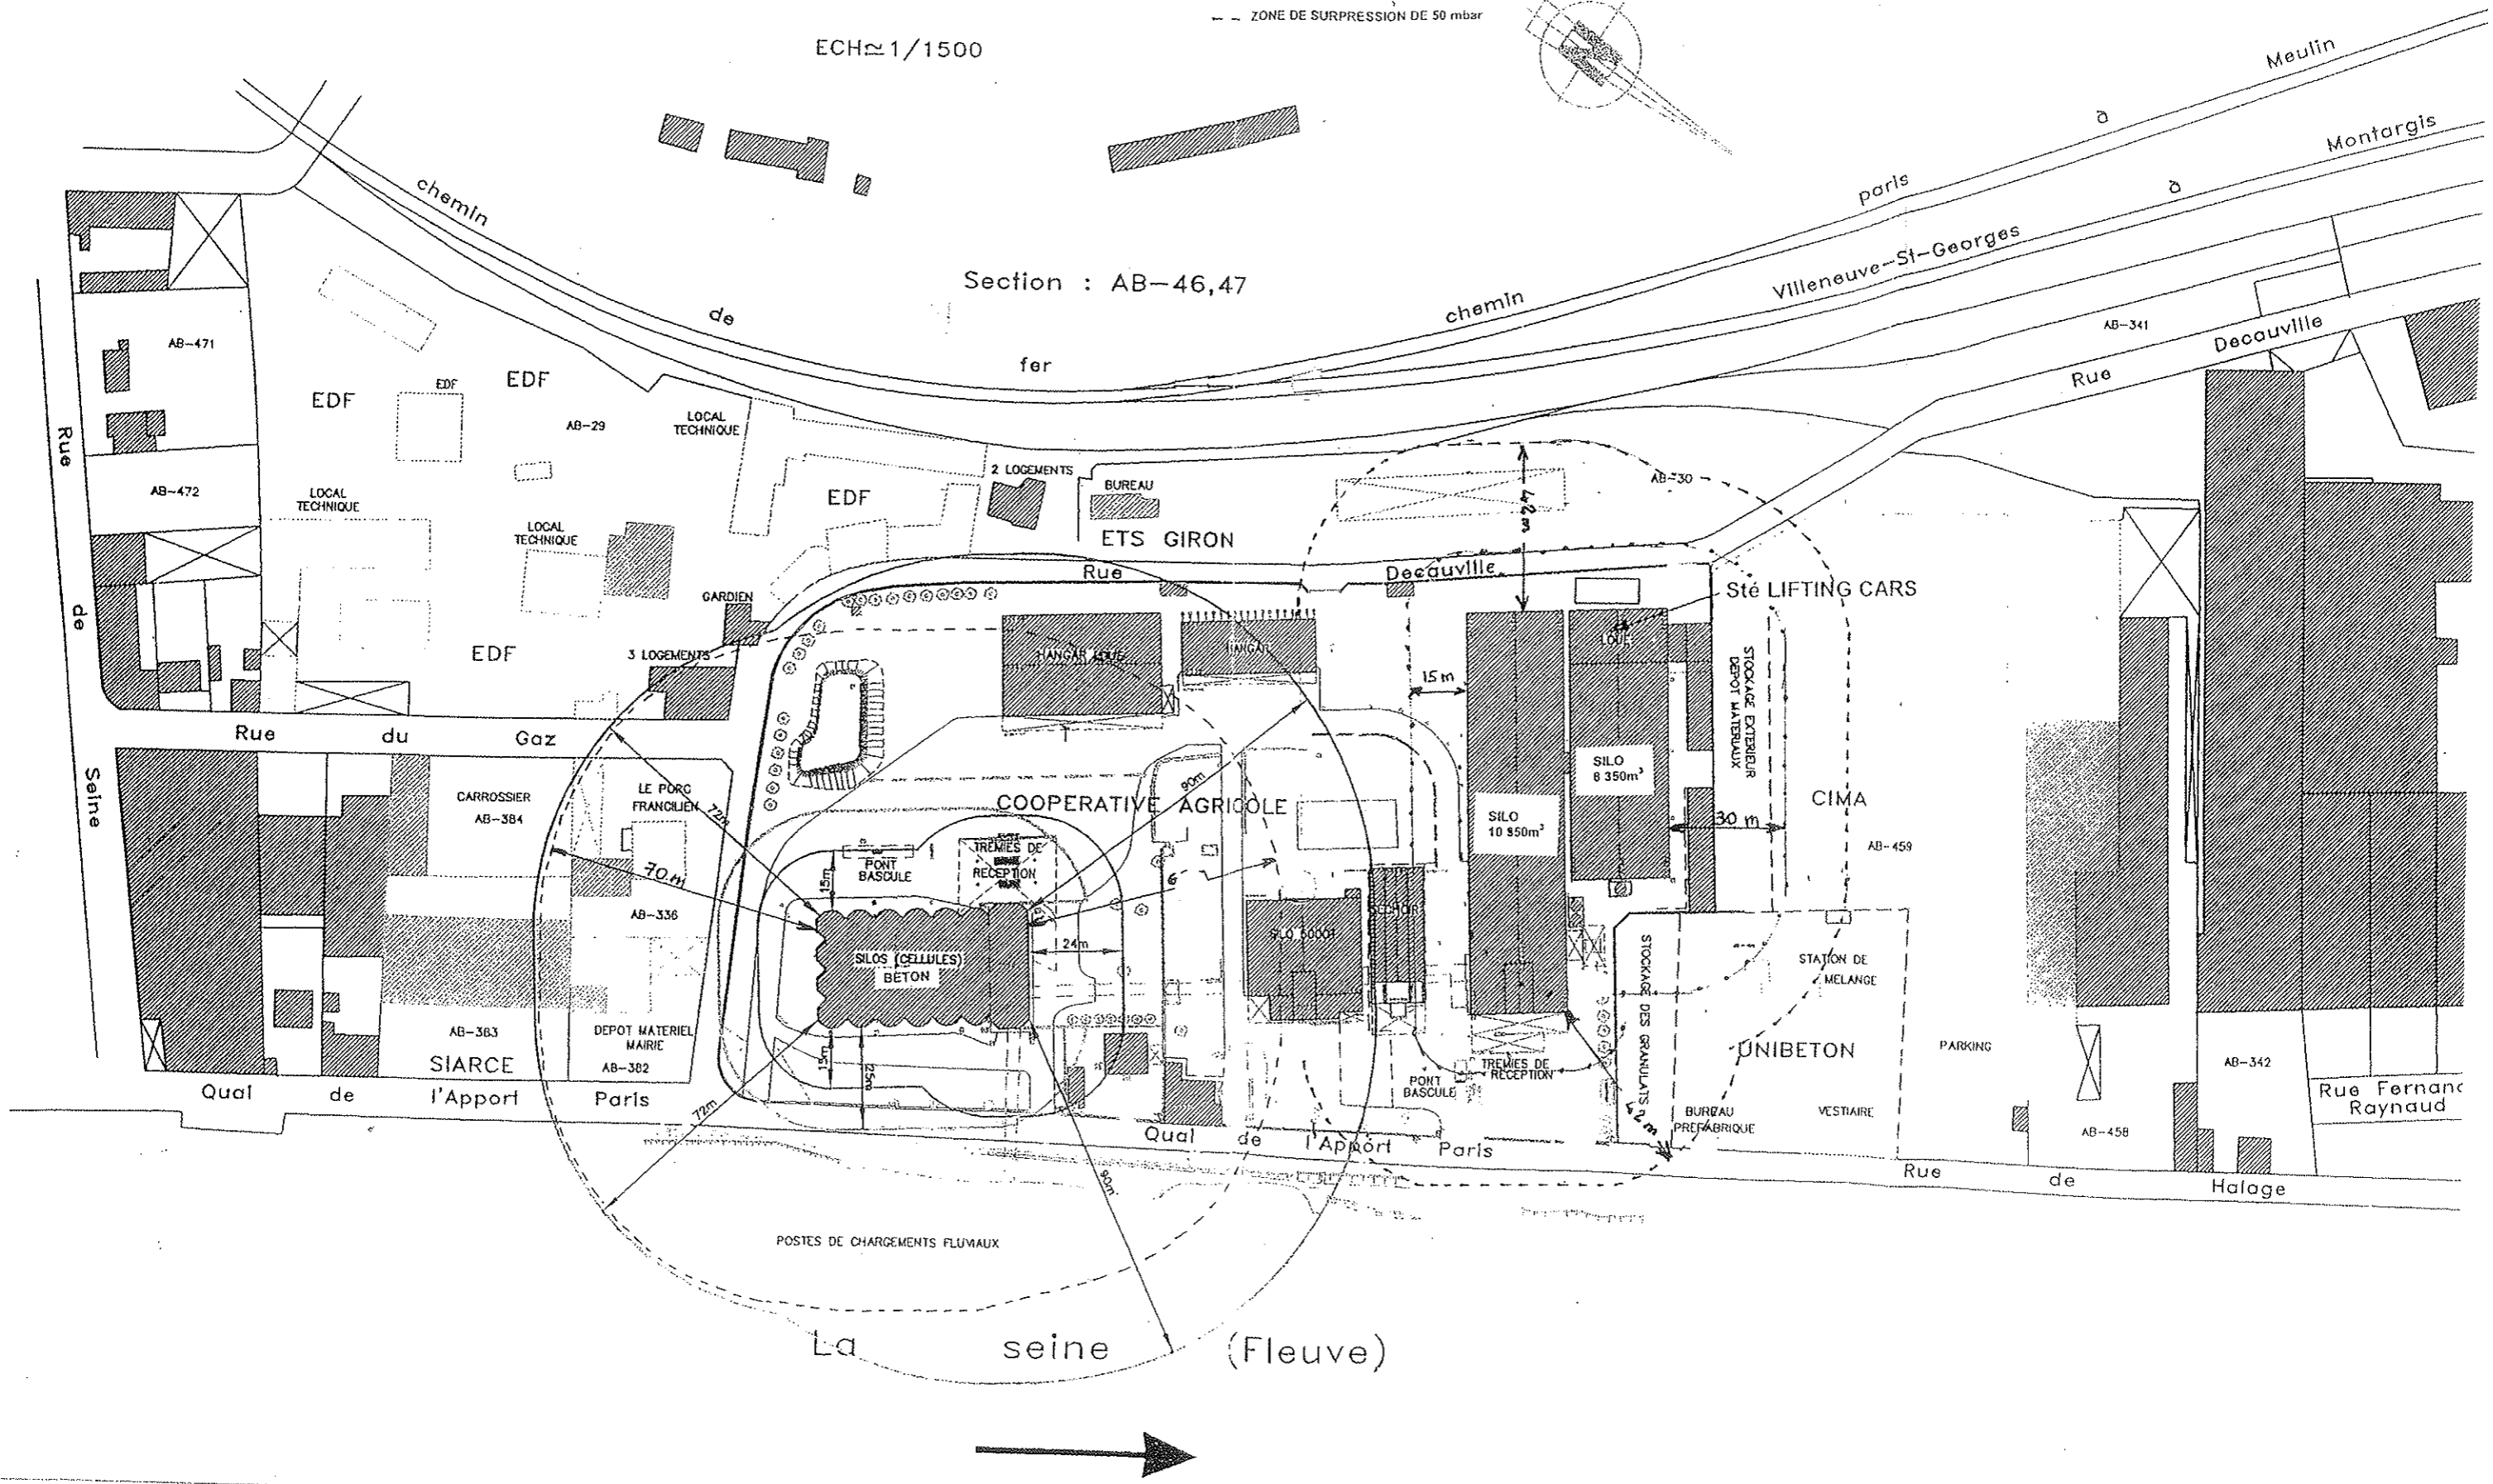 -- ZONE DE SURPRESSION DE 50 mbar
ECH≃1/1500
Meulin
à
Montargis
paris
à
chemin
Villeneuve-St-Georges
Section : AB-46,47
de
chemin
fer
AB-341
Decauville
Rue
AB-471
EDF
EDF
EDF
AB-29
LOCAL
TECHNIQUE
Rue
2 LOGEMENTS
BUREAU
AB-30
AB-472
LOCAL
TECHNIQUE
EDF
42m
LOCAL
TECHNIQUE
ETS GIRON
Rue
Decauville
Sté LIFTING CARS
GARDIEN
de
EDF
3 LOGEMENTS
HANGAR LOUE
HANGAR
LOUE
15m
STOCKAGE EXTERIEUR
DEPOT MATERIAUX
Rue
du
Gaz
Seine
SILO
8 350m³
CARROSSIER
AB-384
LE PORC
FRANCILIEN
72m
90m
COOPERATIVE AGRICOLE
CIMA
SILO
10 850m³
30 m
AB-459
TREMIES DE
RECEPTION
PONT
BASCULE
15m
70m
AB-336
24m
SILOS (CELLULES)
BETON
STOCKAGE DES GRANULATS
STATION DE
MELANGE
AB-383
DEPOT MATERIEL
MAIRIE
SIARCE
AB-382
15m
25m
UNIBETON
PARKING
AB-342
TREMIES DE
RECEPTION
PONT
BASCULE
Quai
de
l'Apport
Paris
72m
42m
BUREAU
PREFABRIQUE
VESTIAIRE
Rue Fernand
Raynaud
AB-458
Quai
de
l'Apport
Paris
Rue
de
Halage
90m
POSTES DE CHARGEMENTS FLUVIAUX
La
seine
(Fleuve)